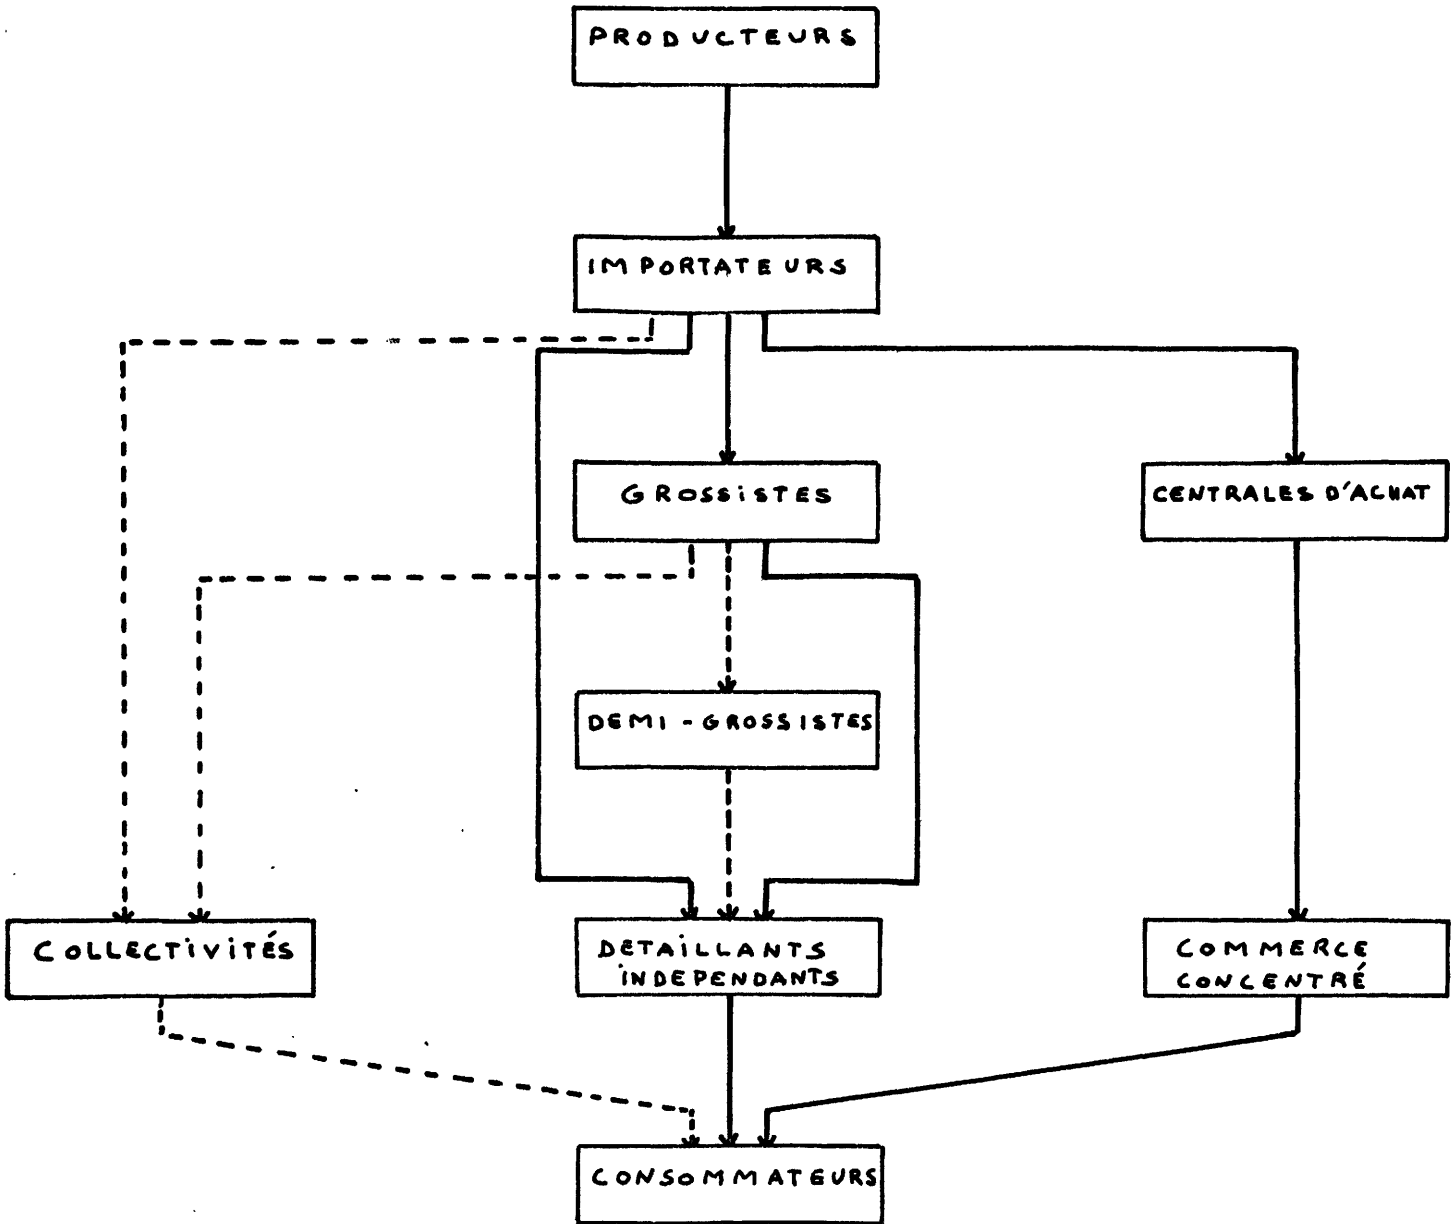 PRODUCTEURS
IMPORTATEURS
GROSSISTES
CENTRALES D'ACHAT
DEMI-GROSSISTES
COLLECTIVITÉS
DETAILLANTS
INDEPENDANTS
COMMERCE
CONCENTRÉ
CONSOMMATEURS